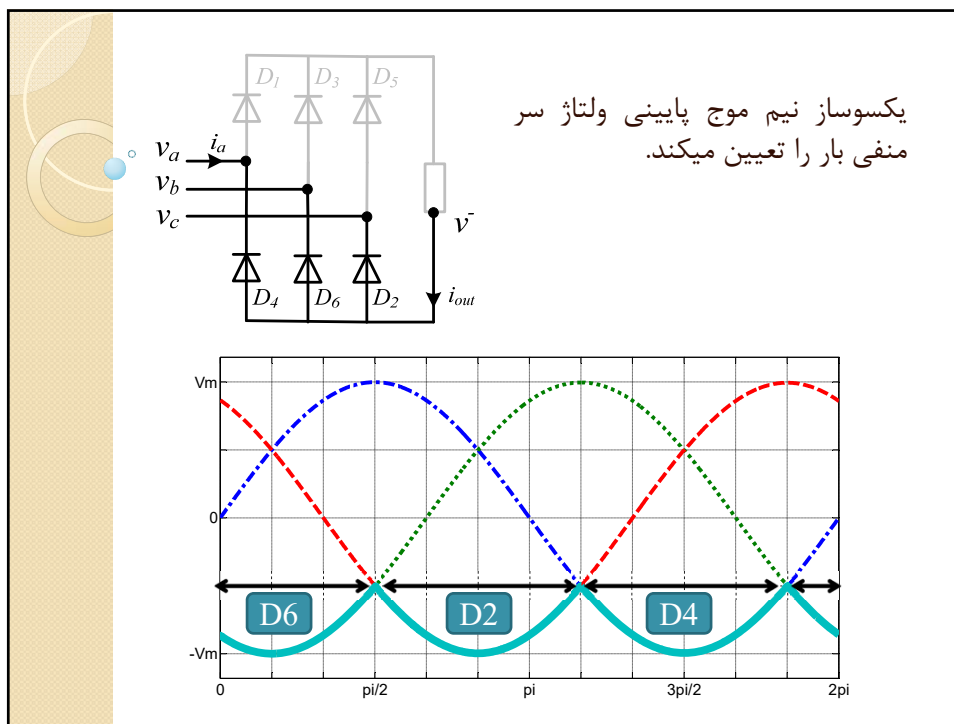 D1 D3 D5
یکسوساز نیم موج پایینی ولتاژ سر
منفی بار را تعیین میکند.
ia
va
vb
vc
v-
D4 D6 D2 iout
Vm
0
D6 D2 D4
-Vm
0 pi/2 pi 3pi/2 2pi